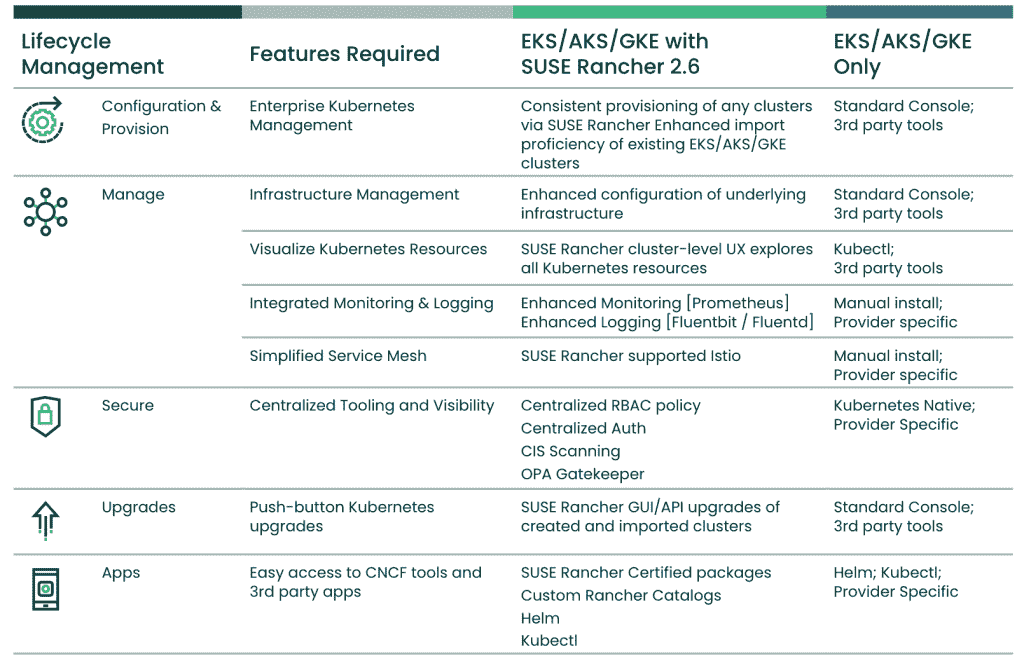 Lifecycle
Management
Features Required
EKS/AKS/GKE with
SUSE Rancher 2.6
EKS/AKS/GKE
Only
Configuration &
Provision
Enterprise Kubernetes
Management
Consistent provisioning of any clusters
via SUSE Rancher Enhanced import
proficiency of existing EKS/AKS/GKE
clusters
Standard Console;
3rd party tools
Manage
Infrastructure Management
Enhanced configuration of underlying
infrastructure
Standard Console;
3rd party tools
Visualize Kubernetes Resources
SUSE Rancher cluster-level UX explores
all Kubernetes resources
Kubectl;
3rd party tools
Integrated Monitoring & Logging
Enhanced Monitoring [Prometheus]
Enhanced Logging [Fluentbit / Fluentd]
Manual install;
Provider specific
Simplified Service Mesh
SUSE Rancher supported Istio
Manual install;
Provider specific
Secure
Centralized Tooling and Visibility
Centralized RBAC policy
Centralized Auth
CIS Scanning
OPA Gatekeeper
Kubernetes Native;
Provider Specific
Upgrades
Push-button Kubernetes
upgrades
SUSE Rancher GUI/API upgrades of
created and imported clusters
Standard Console;
3rd party tools
Apps
Easy access to CNCF tools and
3rd party apps
SUSE Rancher Certified packages
Custom Rancher Catalogs
Helm
Kubectl
Helm; Kubectl;
Provider Specific